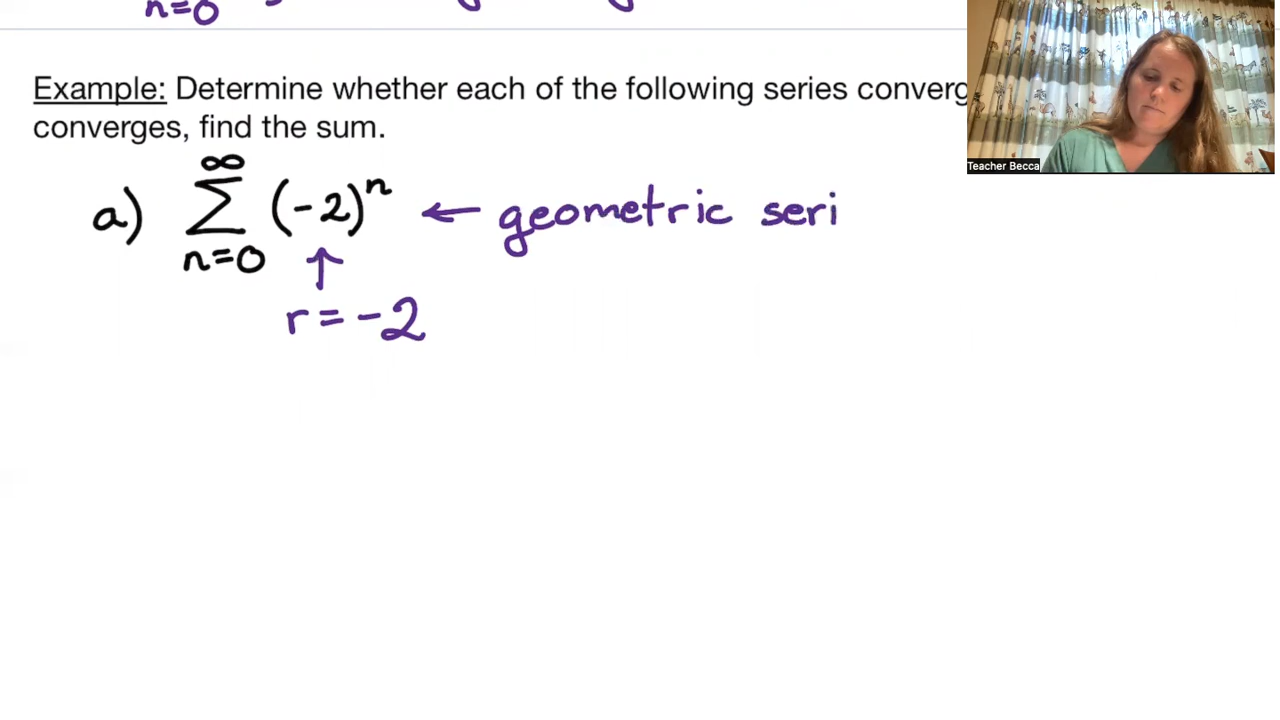 n=0
Example: Determine whether each of the following series converg
converges, find the sum.
a) ∞ Σ n=0 (-2)ⁿ ← geometric seri
↑
r = -2
Teacher Becca